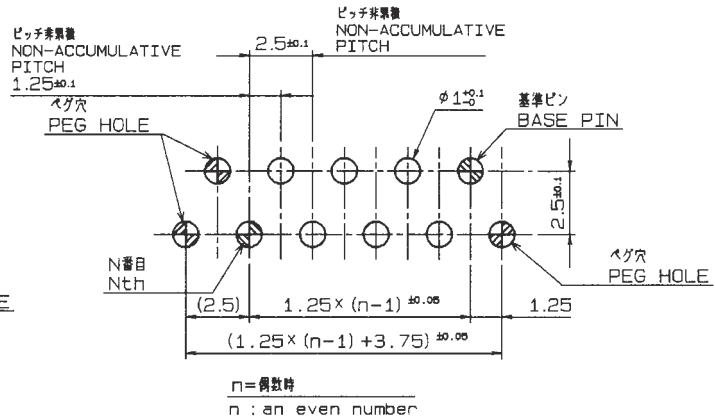 ピッチ非累積
NON-ACCUMULATIVE
PITCH
1.25±0.1
ピッチ非累積
NON-ACCUMULATIVE
PITCH
2.5±0.1
ペグ穴
PEG HOLE
φ1+0.1-0
基準ピン
BASE PIN
2.5±0.1
N番目
Nth
ペグ穴
PEG HOLE
E
(2.5)
1.25×(n-1) ±0.05
1.25
(1.25×(n-1)+3.75) ±0.05
n=偶数時
n : an even number